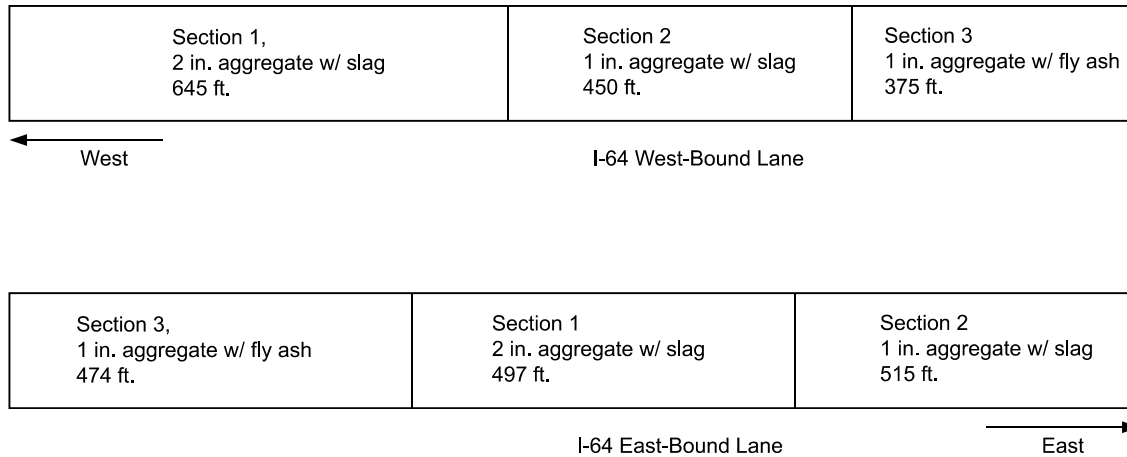 Section 1,
2 in. aggregate w/ slag
645 ft.
Section 2
1 in. aggregate w/ slag
450 ft.
Section 3
1 in. aggregate w/ fly ash
375 ft.
West
I-64 West-Bound Lane
Section 3,
1 in. aggregate w/ fly ash
474 ft.
Section 1
2 in. aggregate w/ slag
497 ft.
Section 2
1 in. aggregate w/ slag
515 ft.
I-64 East-Bound Lane
East